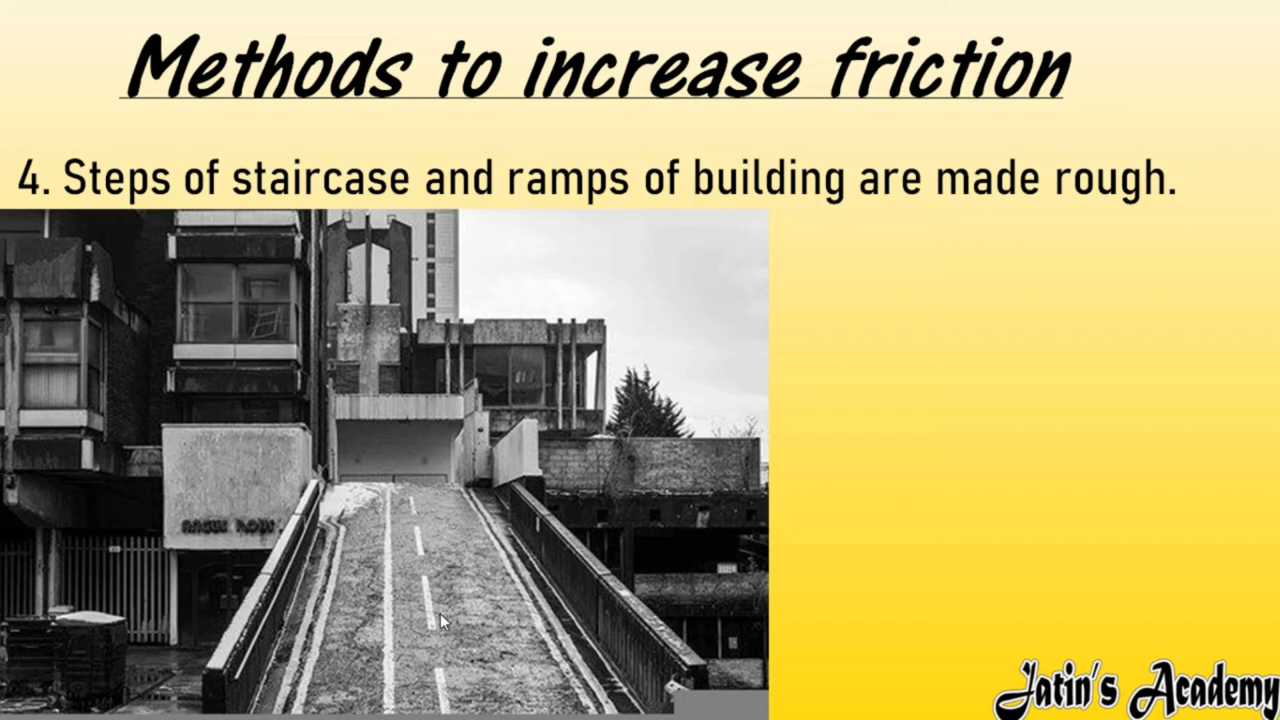 Methods to increase friction
4. Steps of staircase and ramps of building are made rough.
Jatin's Academy